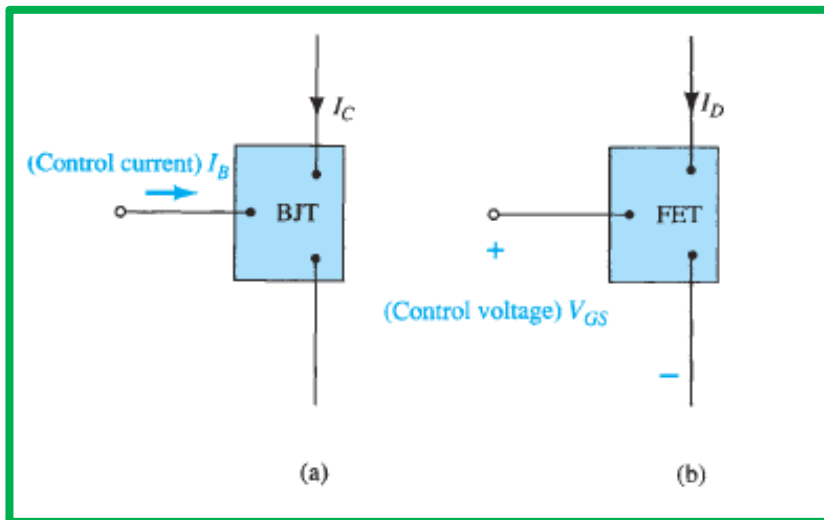 I_C
(Control current) I_B
BJT
(a)
I_D
FET
+
(Control voltage) V_GS
−
(b)